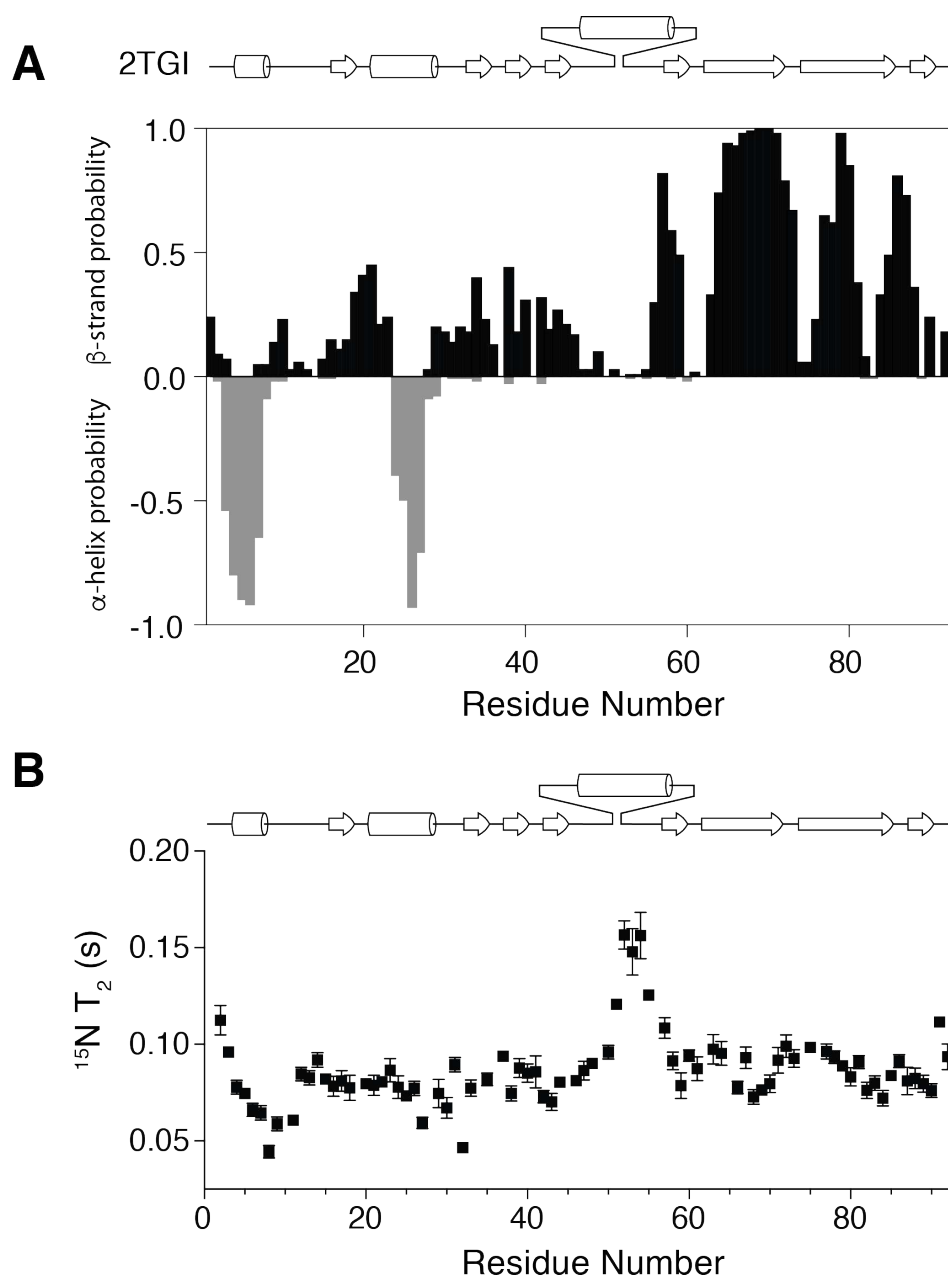 A
2TGI
1.0
0.5
0.0
-0.5
-1.0
β-strand probability
α-helix probability
20 40 60 80
Residue Number
B
0.20
0.15
0.10
0.05
15N T2 (s)
0 20 40 60 80
Residue Number